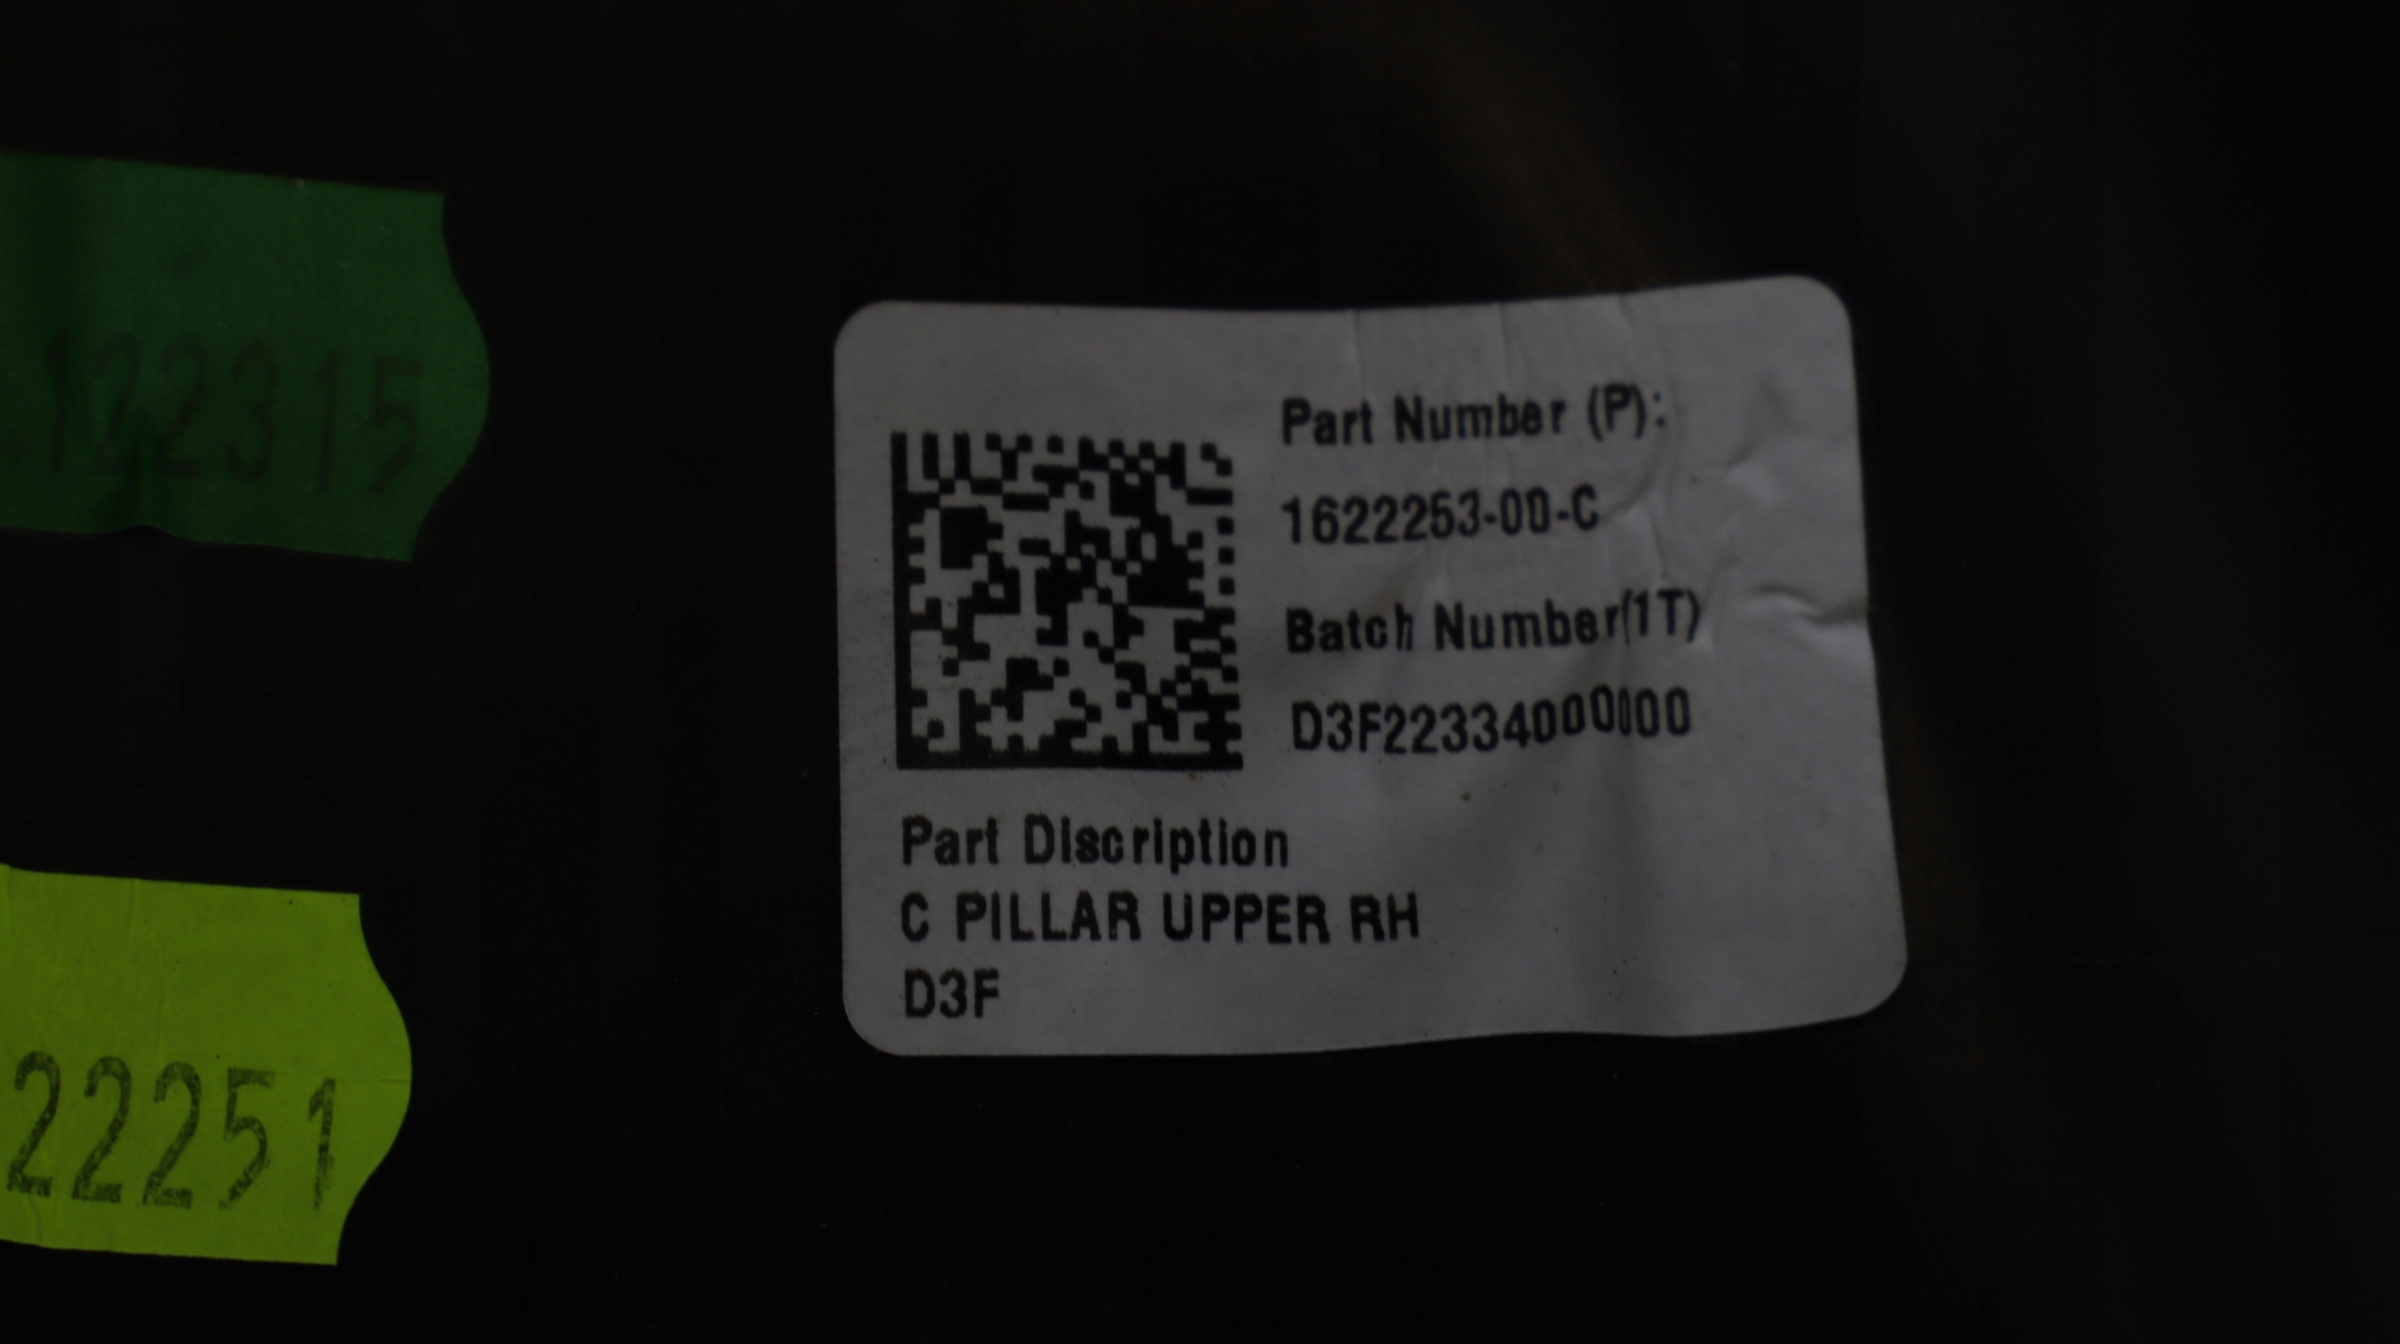 122315
Part Number (P):
1622253-00-C
Batch Number(1T)
D3F22334000000
Part Discription
C PILLAR UPPER RH
D3F
22251